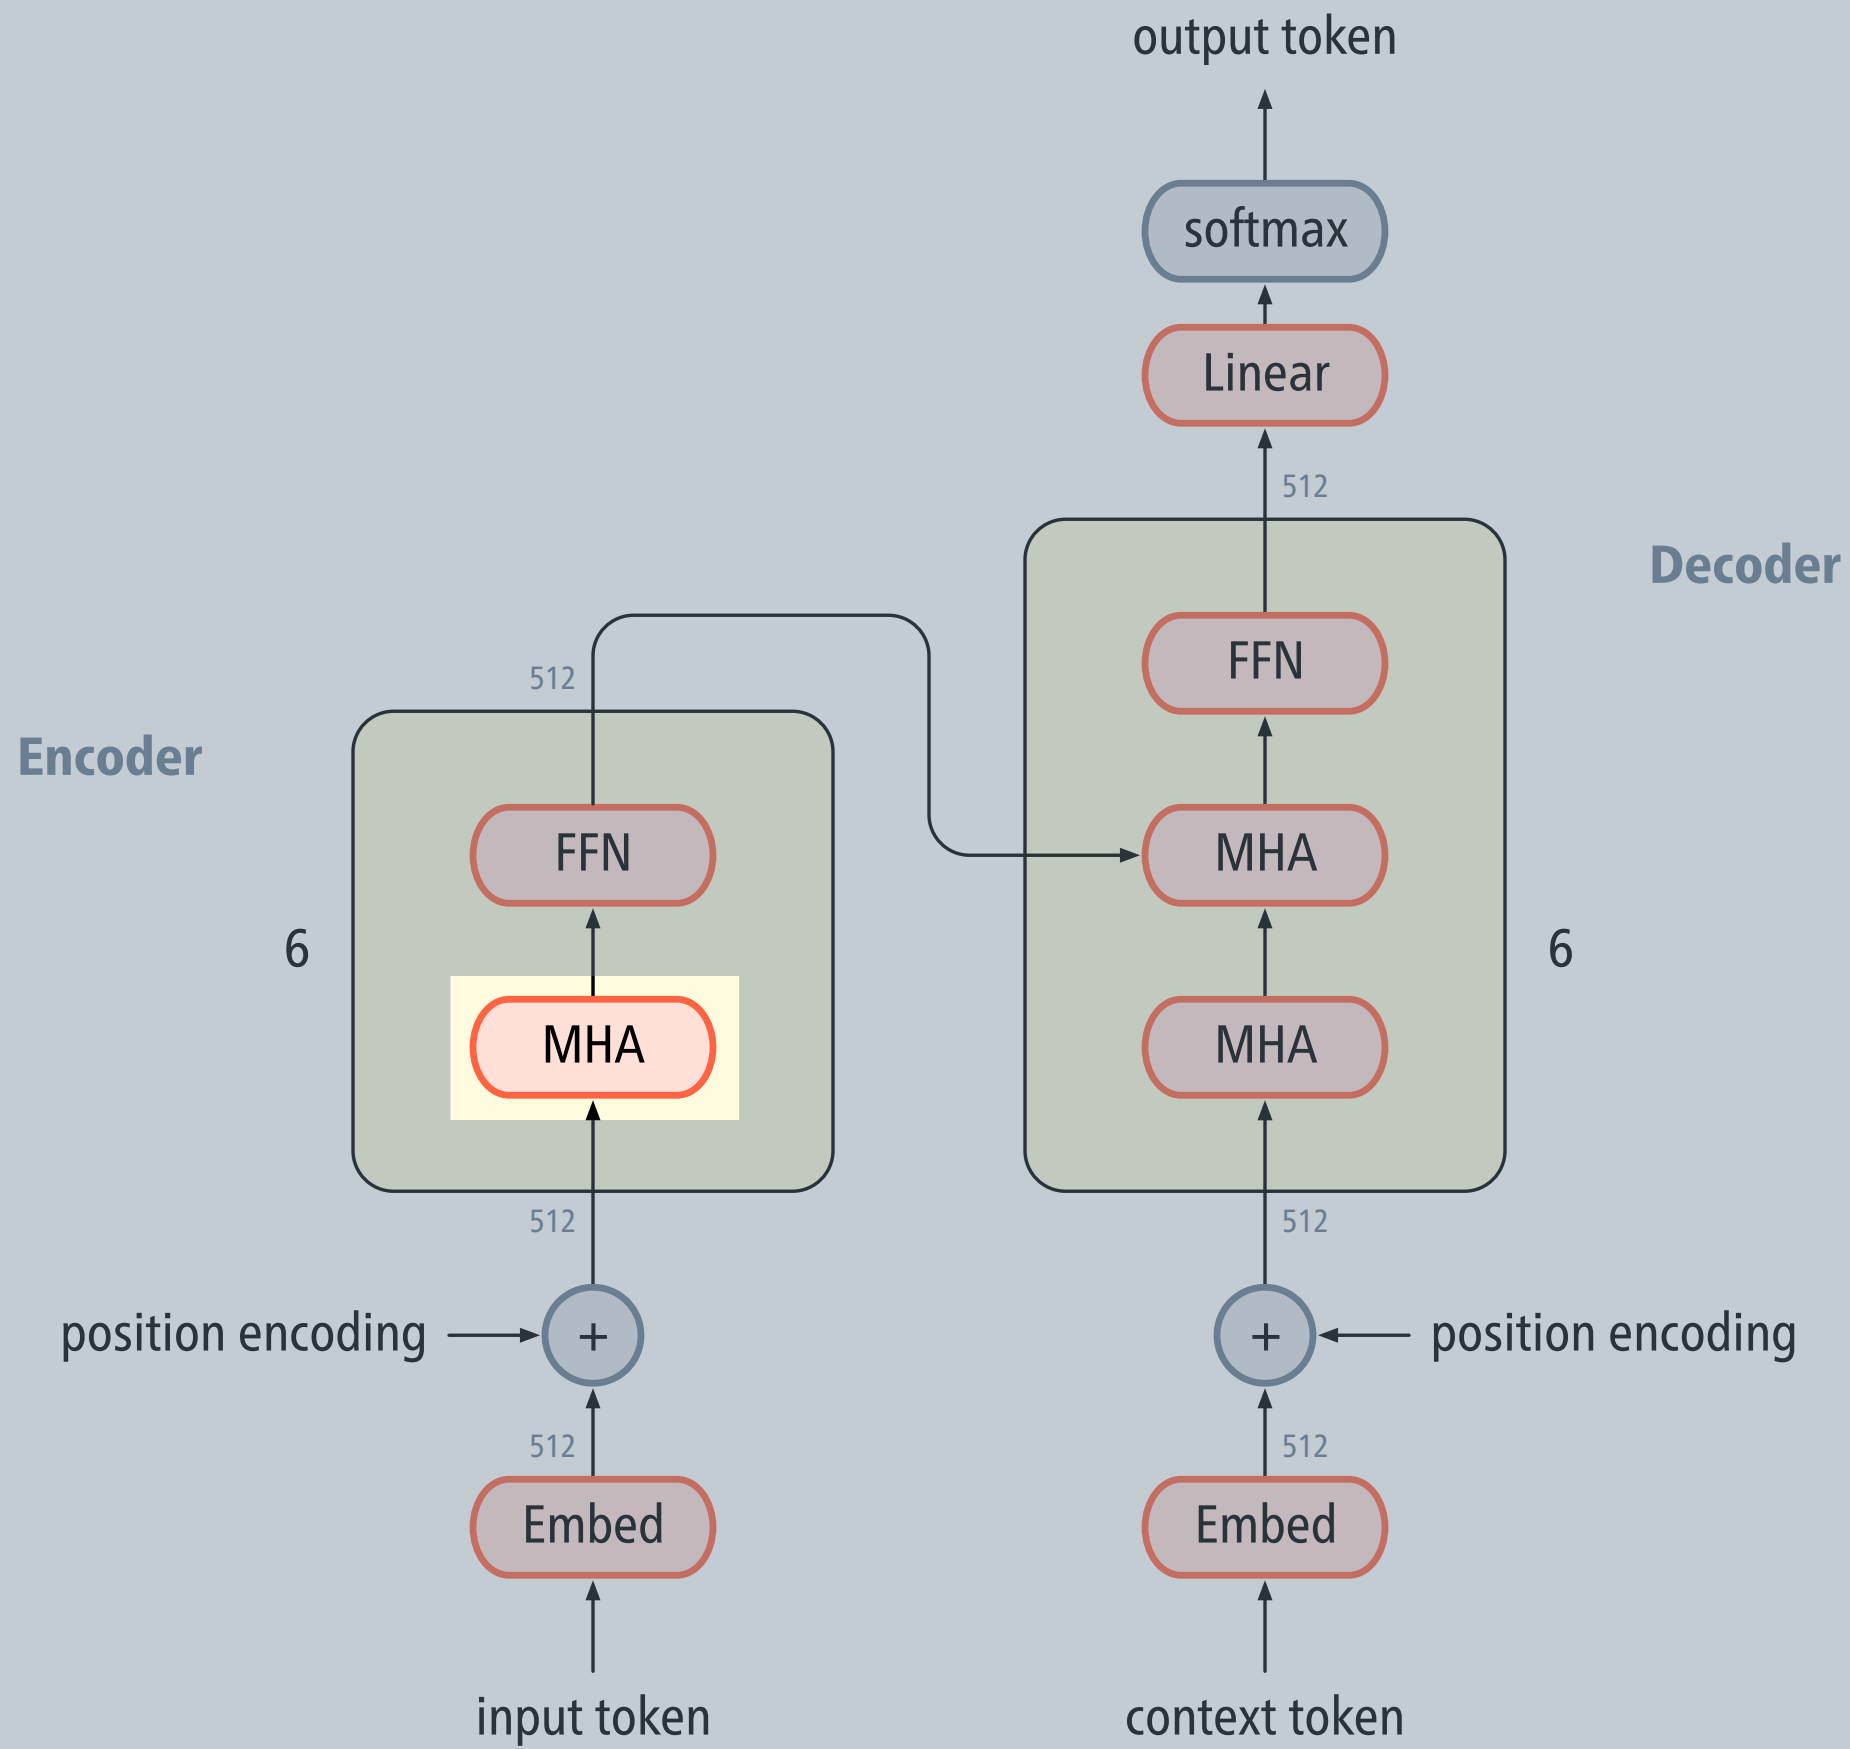 output token
softmax
Linear
512
Decoder
FFN
512
Encoder
FFN
MHA
6
6
MHA
MHA
512
512
position encoding
+
+
position encoding
512
512
Embed
Embed
input token
context token